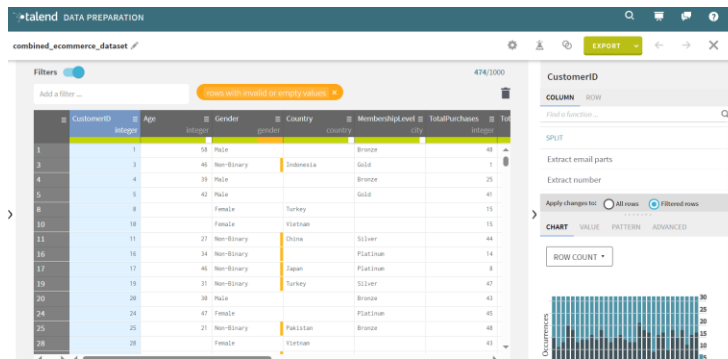 talend DATA PREPARATION
combined_ecommerce_dataset
EXPORT
Filters
474/1000
Add a filter ...
rows with invalid or empty values ×
CustomerID integer Age integer Gender gender Country country MembershipLevel city TotalPurchases integer Tot
1 1 58 Male Bronze 48
3 3 46 Non-Binary Indonesia Gold 1
4 4 39 Male Bronze 25
5 5 42 Male Gold 41
8 8 Female Turkey 15
10 10 Female Vietnam 15
11 11 27 Non-Binary China Silver 44
16 16 34 Non-Binary Platinum 14
17 17 46 Non-Binary Japan Platinum 8
19 19 31 Non-Binary Turkey Silver 47
20 20 30 Male Bronze 43
24 24 47 Female Platinum 45
25 25 21 Non-Binary Pakistan Bronze 48
28 28 Female Vietnam 43
CustomerID
COLUMN ROW
Find a function ...
SPLIT
Extract email parts
Extract number
Apply changes to: All rows Filtered rows
CHART VALUE PATTERN ADVANCED
ROW COUNT
Occurrences
30
25
20
15
10